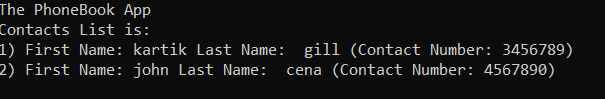 The PhoneBook App
Contacts List is:
1) First Name: kartik Last Name:  gill (Contact Number: 3456789)
2) First Name: john Last Name:  cena (Contact Number: 4567890)